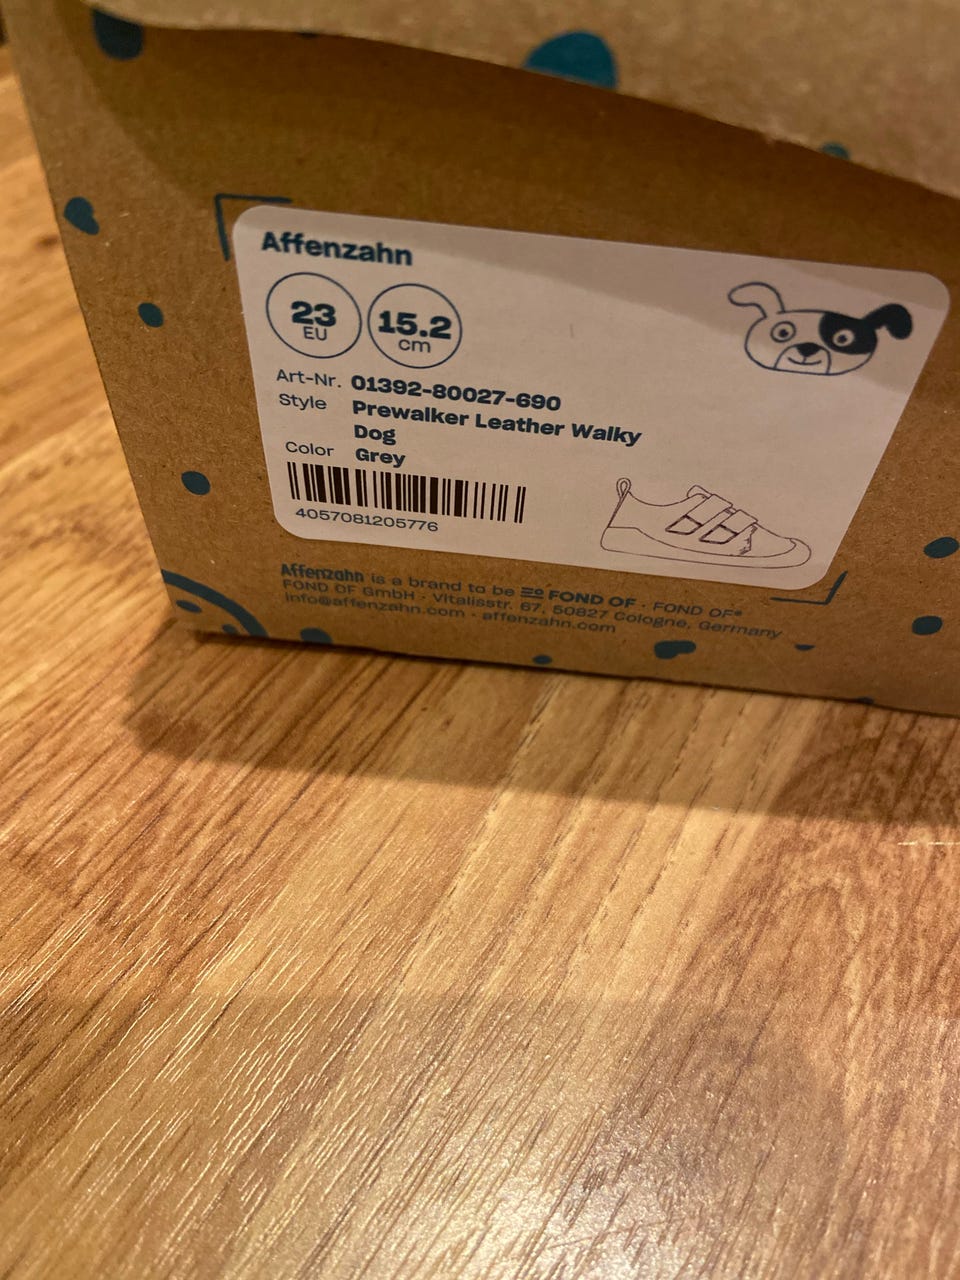 Affenzahn
23 EU
15.2 cm
Art-Nr. 01392-80027-690
Style Prewalker Leather Walky
Dog
Color Grey
4057081205776
Affenzahn is a brand to be FOND OF · FOND OF®
FOND OF GmbH · Vitalisstr. 67, 50827 Cologne, Germany
info@affenzahn.com · affenzahn.com